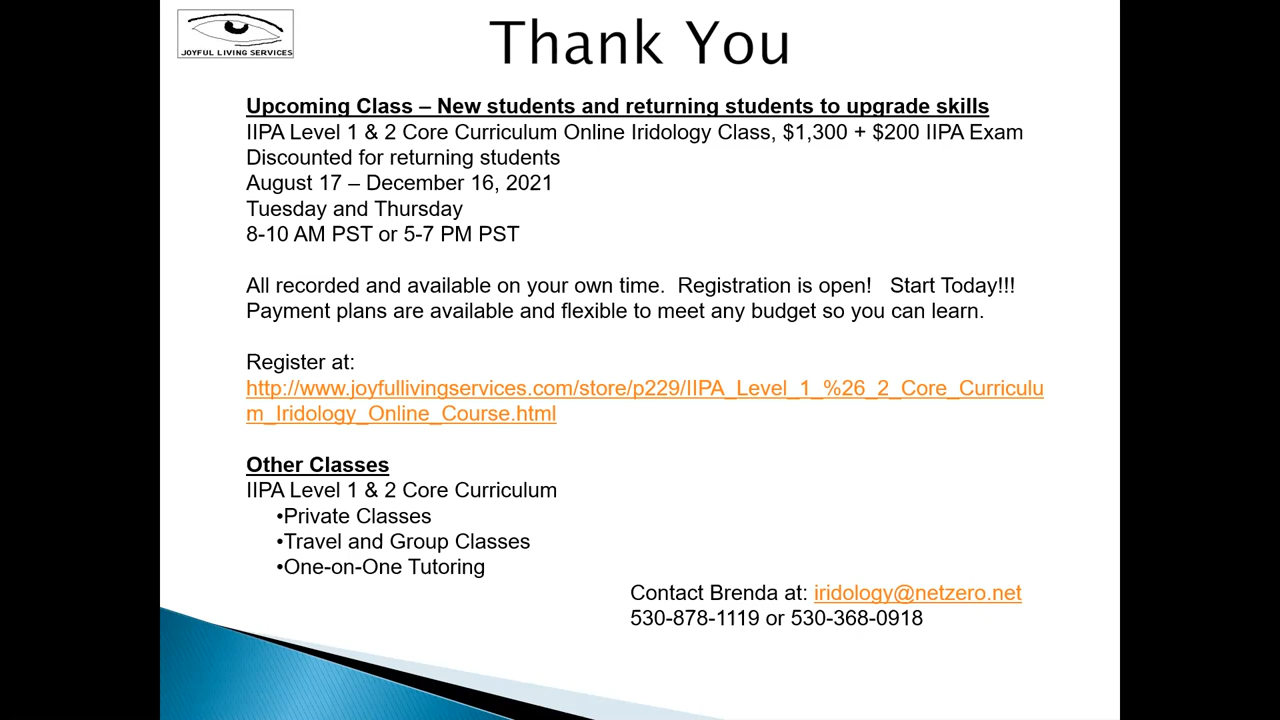 JOYFUL LIVING SERVICES
Thank You
Upcoming Class – New students and returning students to upgrade skills
IIPA Level 1 & 2 Core Curriculum Online Iridology Class, $1,300 + $200 IIPA Exam
Discounted for returning students
August 17 – December 16, 2021
Tuesday and Thursday
8-10 AM PST or 5-7 PM PST
All recorded and available on your own time.  Registration is open!   Start Today!!!
Payment plans are available and flexible to meet any budget so you can learn.
Register at:
http://www.joyfullivingservices.com/store/p229/IIPA_Level_1_%26_2_Core_Curriculu
m_Iridology_Online_Course.html
Other Classes
IIPA Level 1 & 2 Core Curriculum
•Private Classes
•Travel and Group Classes
•One-on-One Tutoring
Contact Brenda at: iridology@netzero.net
530-878-1119 or 530-368-0918